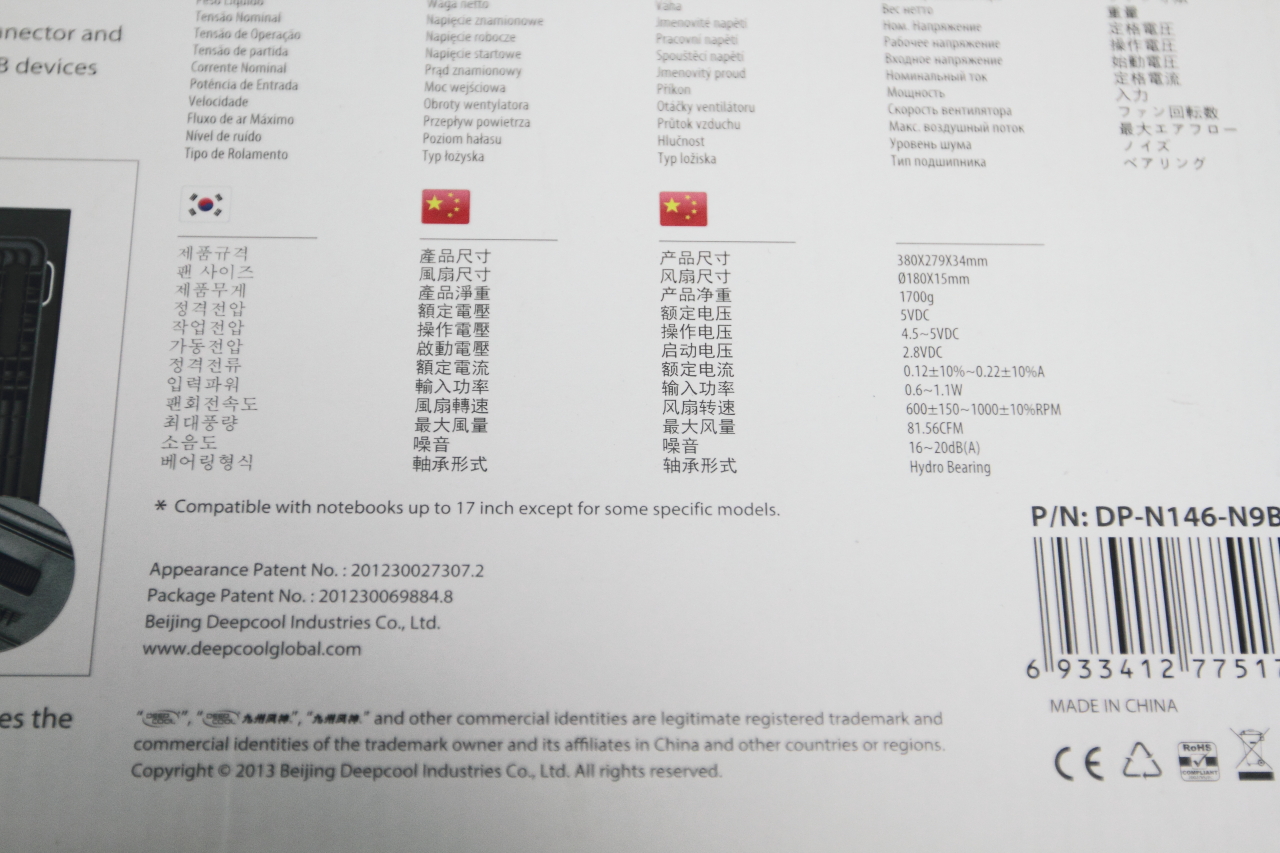 nnector and
B devices
Peso Líquido
Tensão Nominal
Tensão de Operação
Tensão de partida
Corrente Nominal
Potência de Entrada
Velocidade
Fluxo de ar Máximo
Nível de ruído
Tipo de Rolamento
Waga netto
Napięcie znamionowe
Napięcie robocze
Napięcie startowe
Prąd znamionowy
Moc wejściowa
Obroty wentylatora
Przepływ powietrza
Poziom hałasu
Typ łożyska
Váha
Jmenovité napětí
Pracovní napětí
Spouštěcí napětí
Jmenovitý proud
Příkon
Otáčky ventilátoru
Průtok vzduchu
Hlučnost
Typ ložiska
Вес нетто
Ном. Напряжение
Рабочее напряжение
Входное напряжение
Номинальный ток
Мощность
Скорость вентилятора
Макс. воздушный поток
Уровень шума
Тип подшипника
重量
定格電圧
操作電圧
始動電圧
定格電流
入力
ファン回転数
最大エアフロー
ノイズ
ベアリング
제품규격
팬 사이즈
제품무게
정격전압
작업전압
가동전압
정격전류
입력파워
팬회전속도
최대풍량
소음도
베어링형식
產品尺寸
風扇尺寸
產品淨重
額定電壓
操作電壓
啟動電壓
額定電流
輸入功率
風扇轉速
最大風量
噪音
軸承形式
产品尺寸
风扇尺寸
产品净重
额定电压
操作电压
启动电压
额定电流
输入功率
风扇转速
最大风量
噪音
轴承形式
380X279X34mm
Ø180X15mm
1700g
5VDC
4.5~5VDC
2.8VDC
0.12±10%~0.22±10%A
0.6~1.1W
600±150~1000±10%RPM
81.56CFM
16~20dB(A)
Hydro Bearing
* Compatible with notebooks up to 17 inch except for some specific models.
Appearance Patent No. : 201230027307.2
Package Patent No. : 201230069884.8
Beijing Deepcool Industries Co., Ltd.
www.deepcoolglobal.com
es the
"DEEP COOL", "DEEP COOL 九州风神", "九州风神" and other commercial identities are legitimate registered trademark and
commercial identities of the trademark owner and its affiliates in China and other countries or regions.
Copyright © 2013 Beijing Deepcool Industries Co., Ltd. All rights reserved.
P/N: DP-N146-N9B
6 933412 77517
MADE IN CHINA
CE
RoHS
COMPLIANT